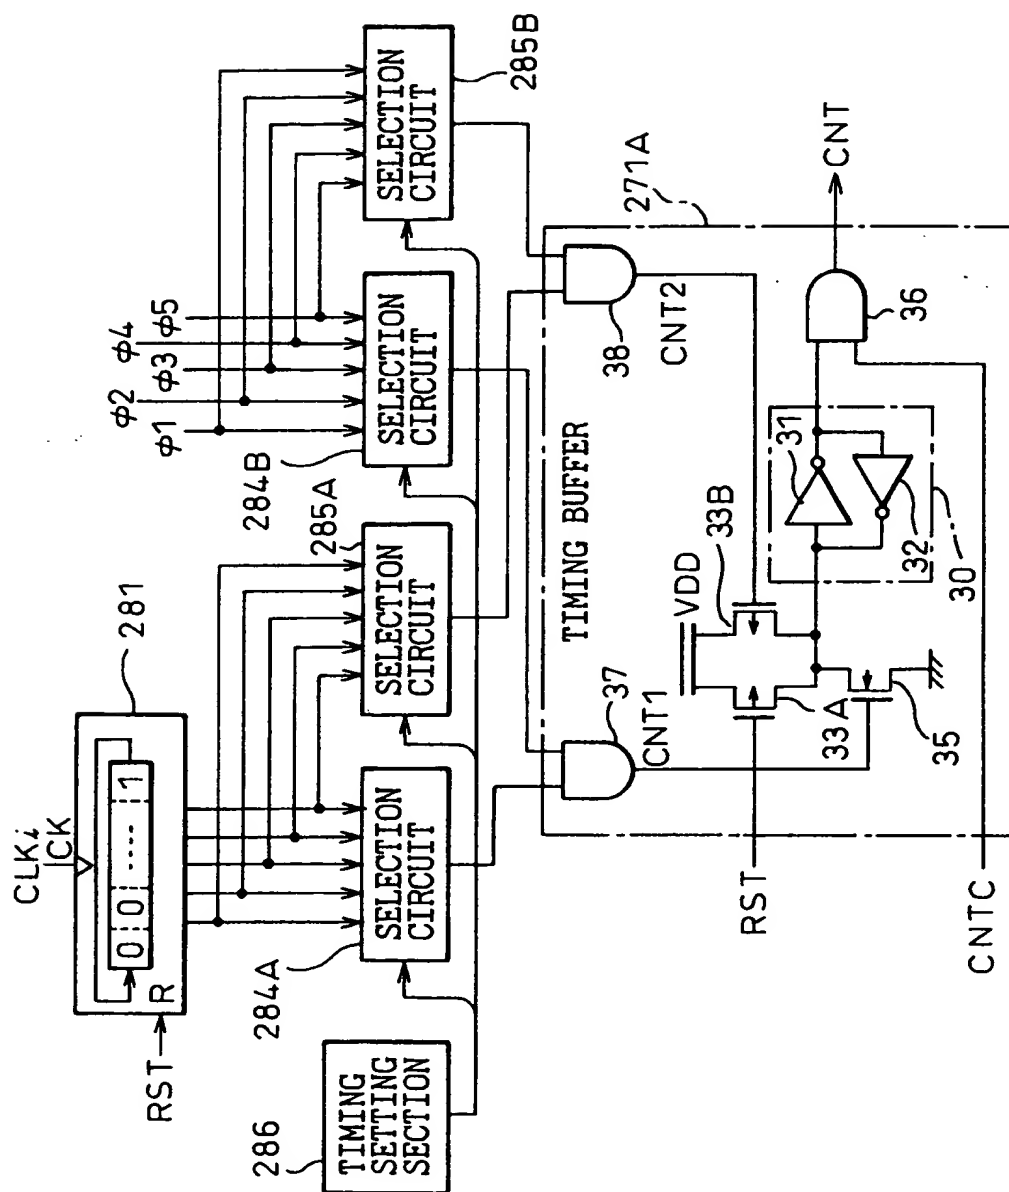 CLKi
CK
281
0 0 ---- 1
R
RST
φ1
φ2
φ3
φ4
φ5
286
TIMING
SETTING
SECTION
284A
SELECTION
CIRCUIT
285A
SELECTION
CIRCUIT
284B
SELECTION
CIRCUIT
285B
SELECTION
CIRCUIT
TIMING BUFFER
271A
37
CNT1
38
CNT2
VDD
33A
33B
35
RST
31
32
30
36
CNT
CNTC